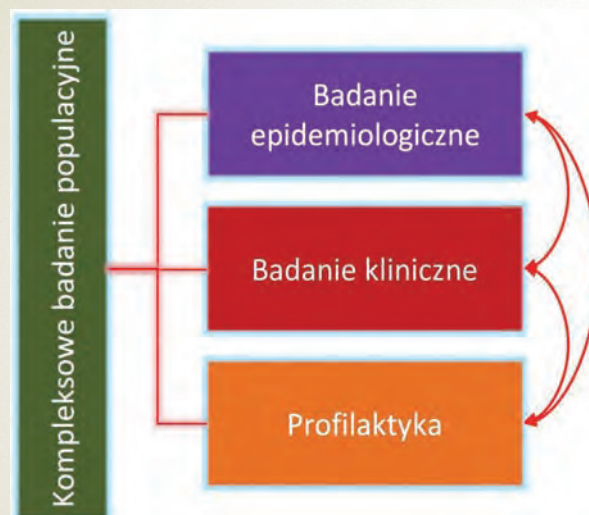 Kompleksowe badanie populacyjne
Badanie
epidemiologiczne
Badanie kliniczne
Profilaktyka